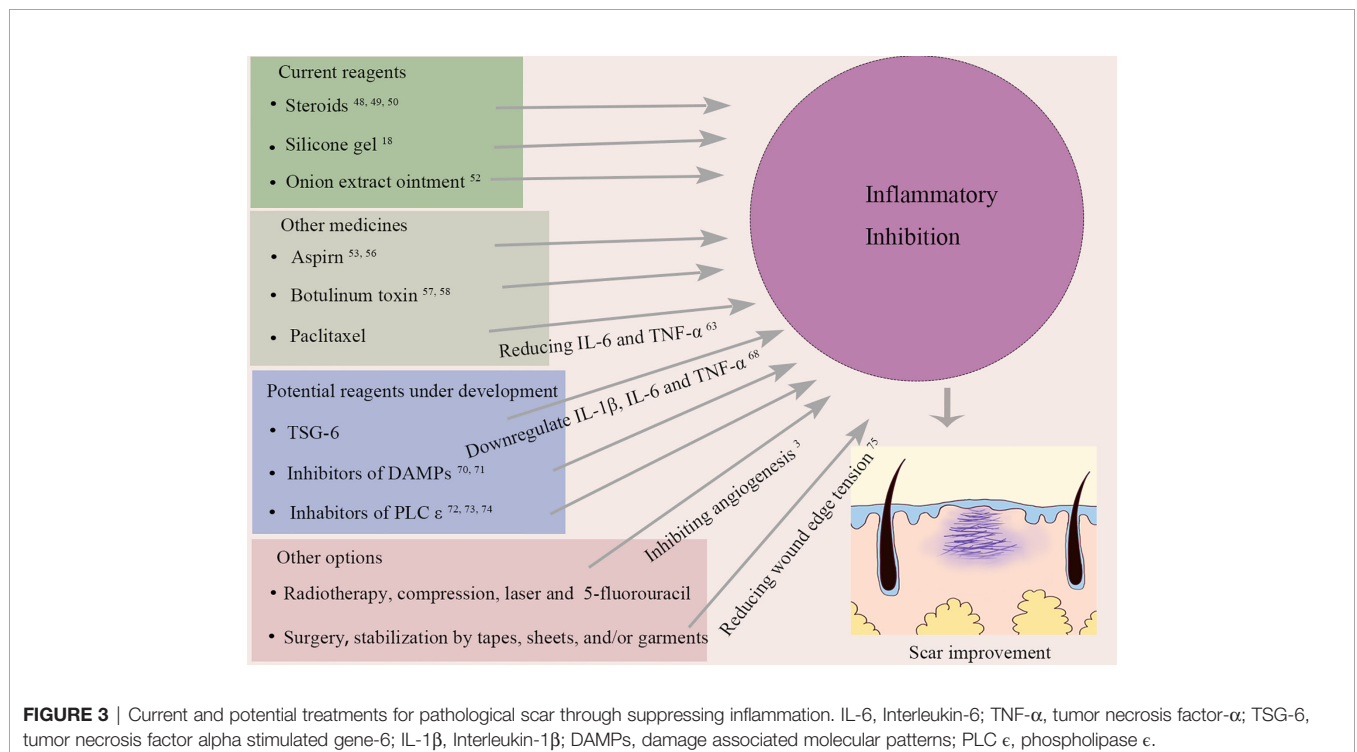 Current reagents
• Steroids 48, 49, 50
• Silicone gel 18
• Onion extract ointment 52
Other medicines
• Aspirn 53, 56
• Botulinum toxin 57, 58
• Paclitaxel
Reducing IL-6 and TNF-α 63
Potential reagents under development
• TSG-6
• Inhibitors of DAMPs 70, 71
• Inhabitors of PLC ε 72, 73, 74
Downregulate IL-1β, IL-6 and TNF-α 68
Other options
• Radiotherapy, compression, laser and 5-fluorouracil
• Surgery, stabilization by tapes, sheets, and/or garments
Inhibiting angiogenesis 3
Reducing wound edge tension 75
Inflammatory
Inhibition
Scar improvement
FIGURE 3 | Current and potential treatments for pathological scar through suppressing inflammation. IL-6, Interleukin-6; TNF-α, tumor necrosis factor-α; TSG-6,
tumor necrosis factor alpha stimulated gene-6; IL-1β, Interleukin-1β; DAMPs, damage associated molecular patterns; PLC ϵ, phospholipase ϵ.